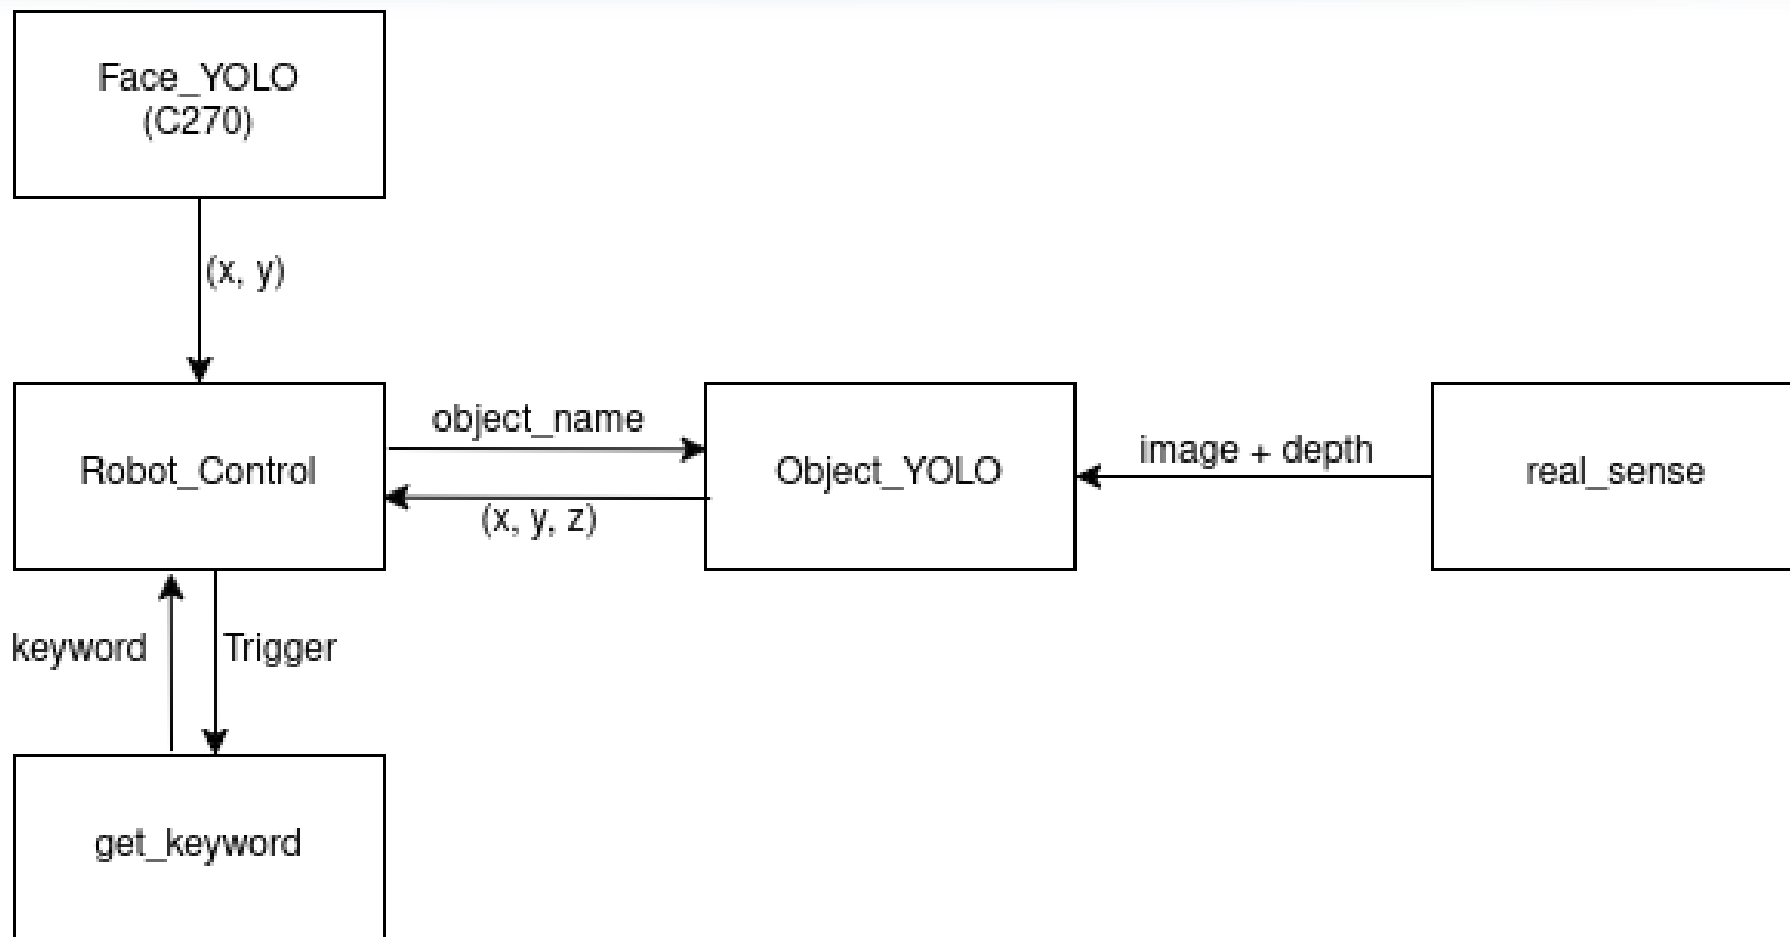 Face_YOLO
(C270)
(x, y)
object_name
Robot_Control
Object_YOLO
image + depth
real_sense
(x, y, z)
keyword
Trigger
get_keyword